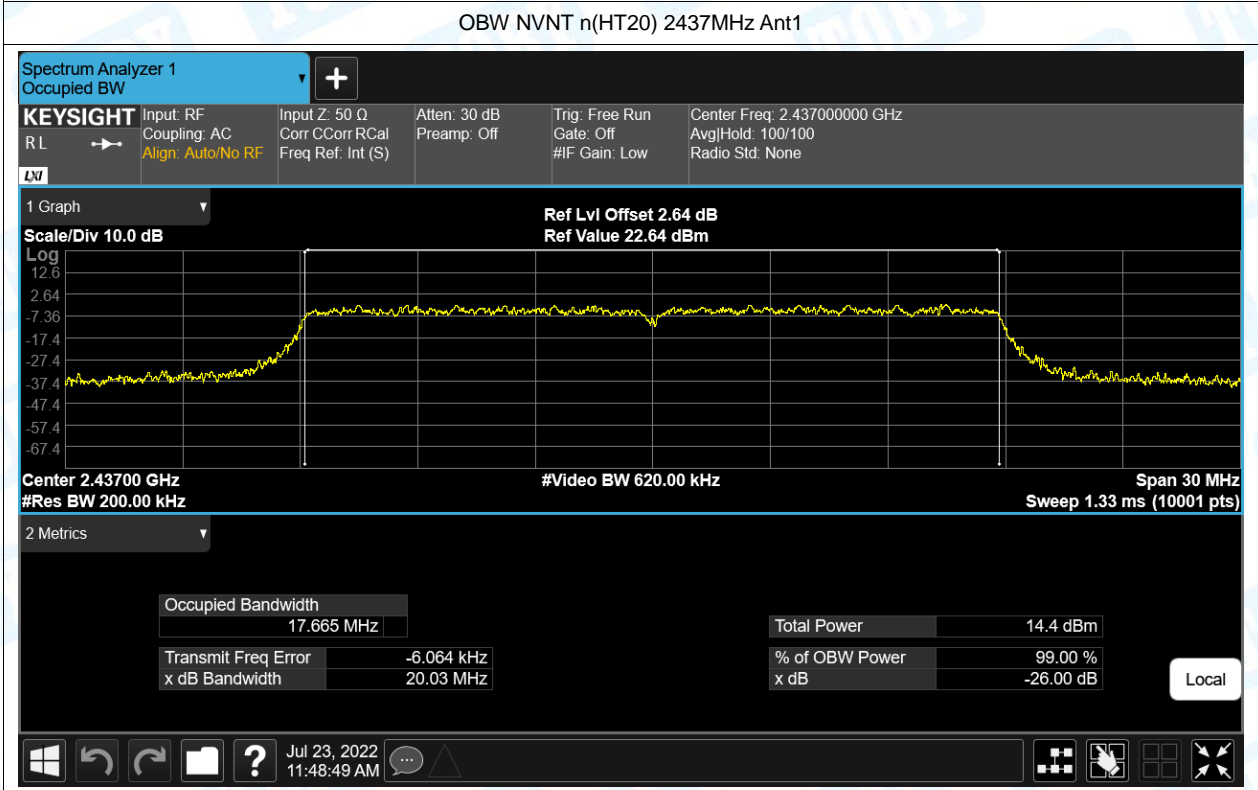 OBW NVNT n(HT20) 2437MHz Ant1
Spectrum Analyzer 1
Occupied BW
KEYSIGHT
RL
LXI
Input: RF
Coupling: AC
Align: Auto/No RF
Input Z: 50 Ω
Corr CCorr RCal
Freq Ref: Int (S)
Atten: 30 dB
Preamp: Off
Trig: Free Run
Gate: Off
#IF Gain: Low
Center Freq: 2.437000000 GHz
Avg|Hold: 100/100
Radio Std: None
1 Graph
Scale/Div 10.0 dB
Ref Lvl Offset 2.64 dB
Ref Value 22.64 dBm
Log
12.6
2.64
-7.36
-17.4
-27.4
-37.4
-47.4
-57.4
-67.4
Center 2.43700 GHz
#Res BW 200.00 kHz
#Video BW 620.00 kHz
Span 30 MHz
Sweep 1.33 ms (10001 pts)
2 Metrics
Occupied Bandwidth
17.665 MHz
Transmit Freq Error -6.064 kHz
x dB Bandwidth 20.03 MHz
Total Power 14.4 dBm
% of OBW Power 99.00 %
x dB -26.00 dB
Local
?
Jul 23, 2022
11:48:49 AM